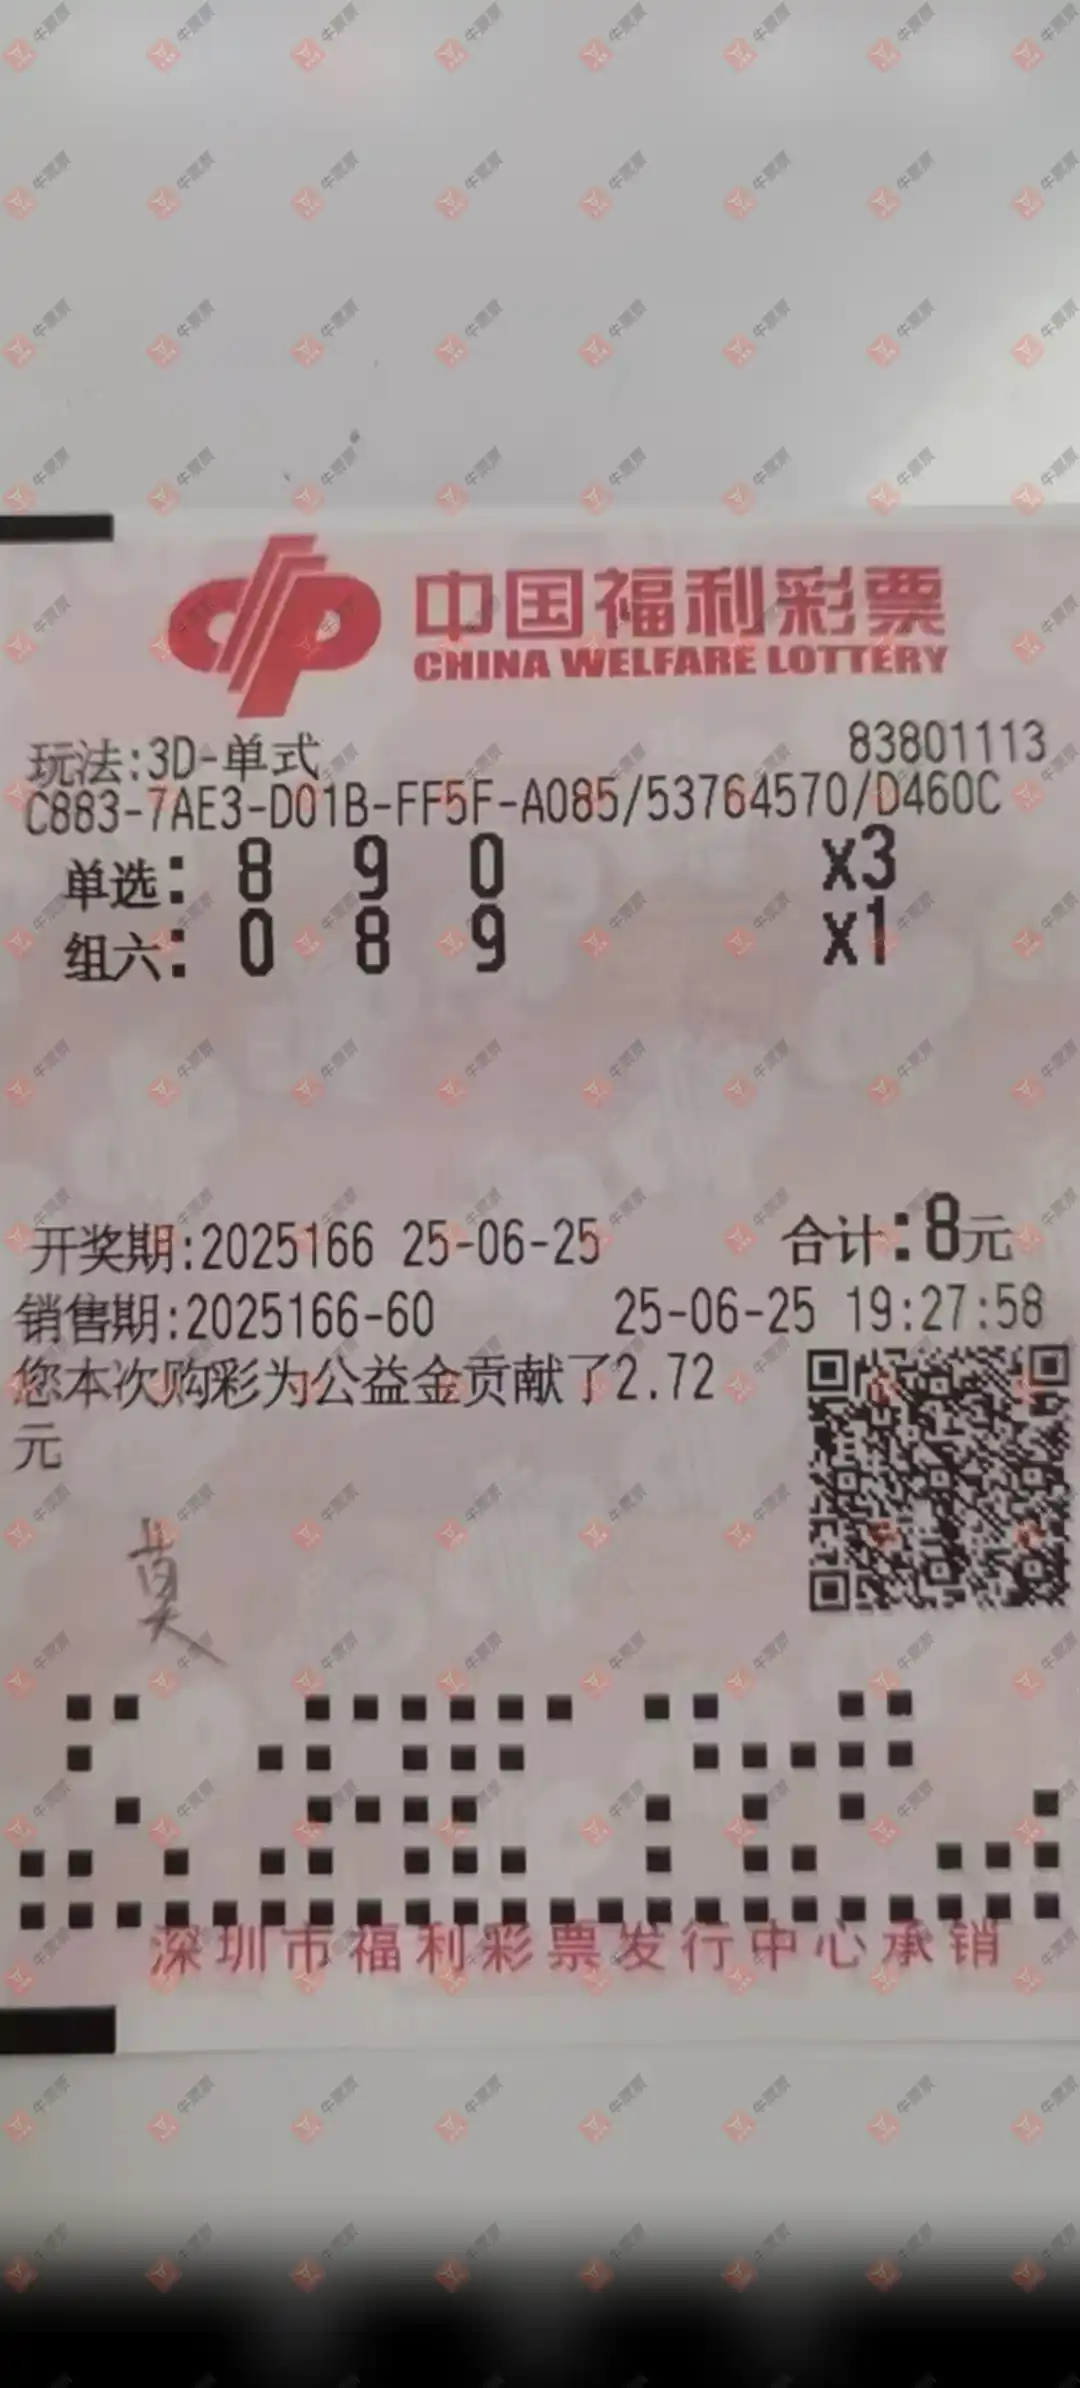 中国福利彩票
CHINA WELFARE LOTTERY
83801113
玩法:3D-单式
C883-7AE3-D01B-FF5F-A085/53764570/D460C
单选: 8 9 0 x3
组六: 0 8 9 x1
开奖期:2025166 25-06-25 合计:8元
销售期:2025166-60 25-06-25 19:27:58
您本次购彩为公益金贡献了2.72
元
深圳市福利彩票发行中心承销